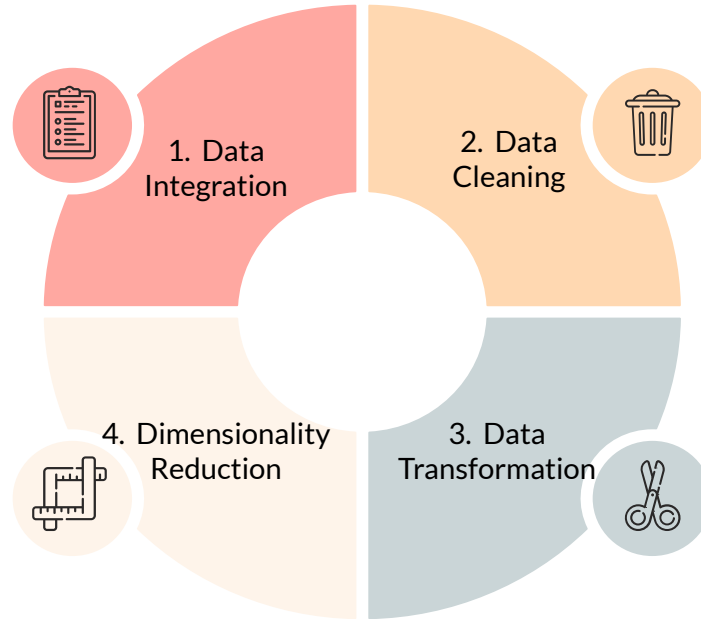 1. Data
Integration
2. Data
Cleaning
3. Data
Transformation
4. Dimensionality
Reduction